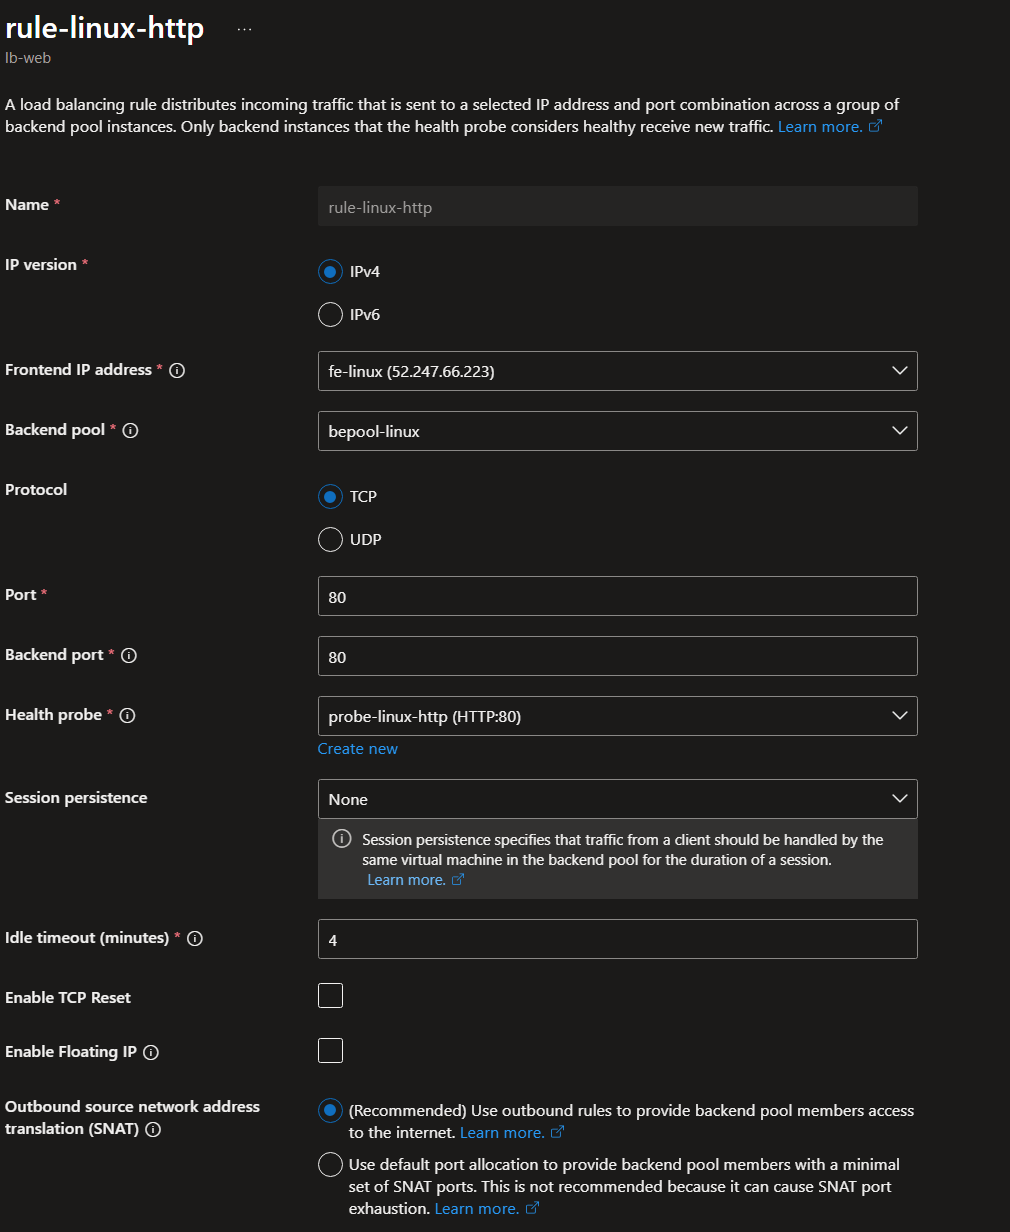 rule-linux-http ...
lb-web
A load balancing rule distributes incoming traffic that is sent to a selected IP address and port combination across a group of
backend pool instances. Only backend instances that the health probe considers healthy receive new traffic. Learn more.
Name *
rule-linux-http
IP version *
IPv4
IPv6
Frontend IP address *
fe-linux (52.247.66.223)
Backend pool *
bepool-linux
Protocol
TCP
UDP
Port *
80
Backend port *
80
Health probe *
probe-linux-http (HTTP:80)
Create new
Session persistence
None
Session persistence specifies that traffic from a client should be handled by the
same virtual machine in the backend pool for the duration of a session.
Learn more.
Idle timeout (minutes) *
4
Enable TCP Reset
Enable Floating IP
Outbound source network address
translation (SNAT)
(Recommended) Use outbound rules to provide backend pool members access
to the internet. Learn more.
Use default port allocation to provide backend pool members with a minimal
set of SNAT ports. This is not recommended because it can cause SNAT port
exhaustion. Learn more.